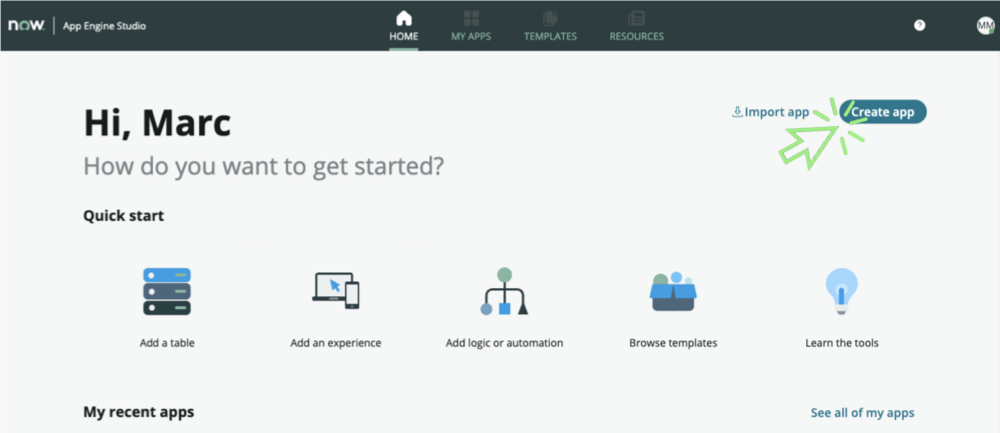 now. App Engine Studio
HOME MY APPS TEMPLATES RESOURCES
?
MM
Hi, Marc
Import app
Create app
How do you want to get started?
Quick start
Add a table
Add an experience
Add logic or automation
Browse templates
Learn the tools
My recent apps
See all of my apps